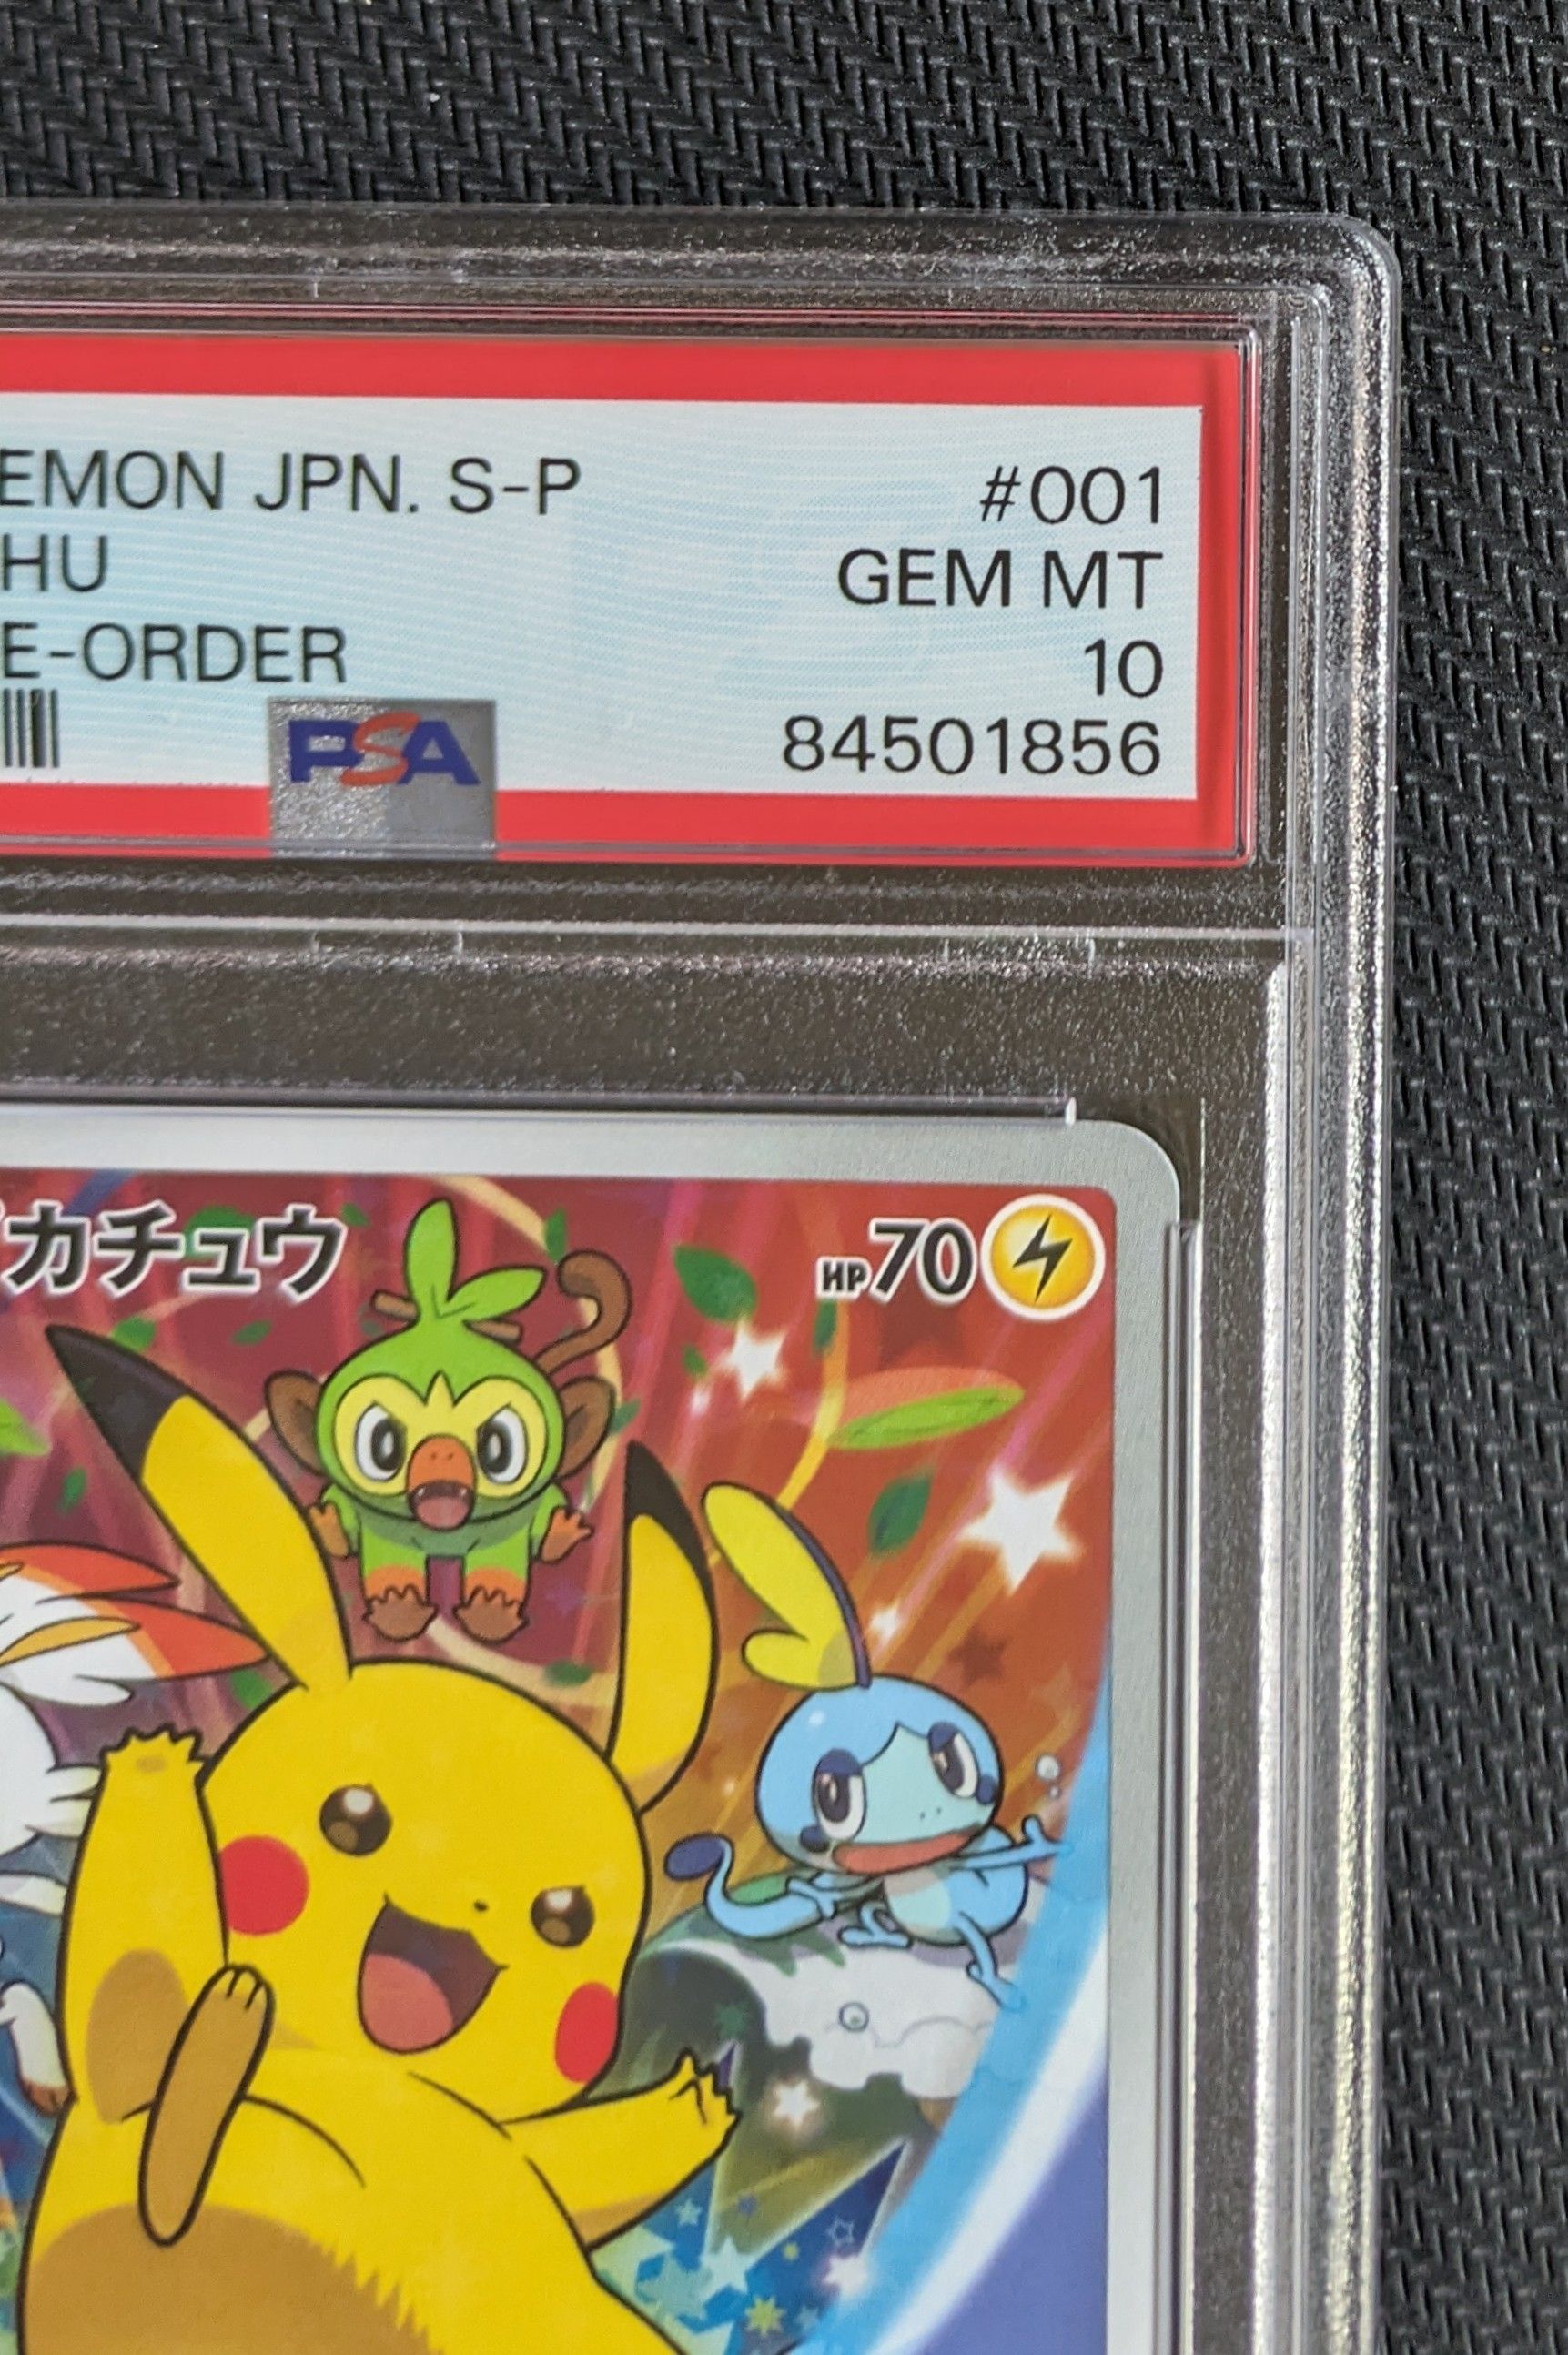 EMON JPN. S-P #001
HU GEM MT
E-ORDER 10
PSA 84501856
カチュウ HP70